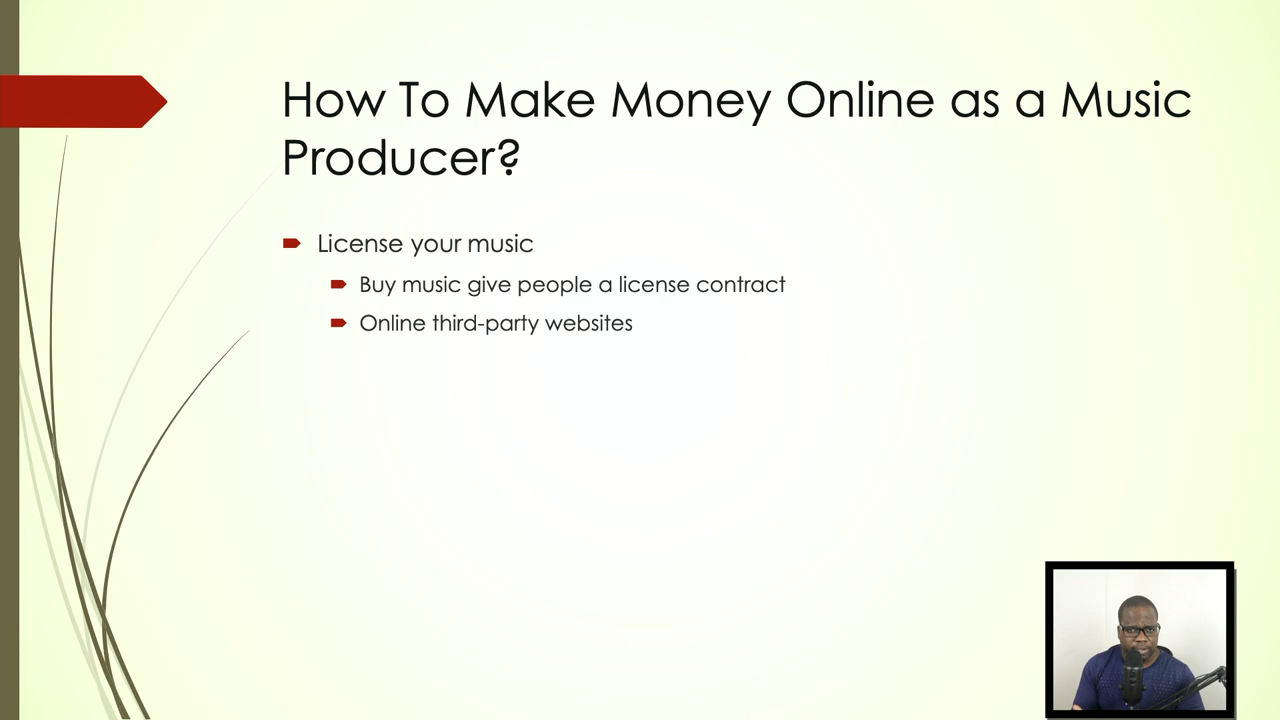 How To Make Money Online as a Music
Producer?
License your music
Buy music give people a license contract
Online third-party websites